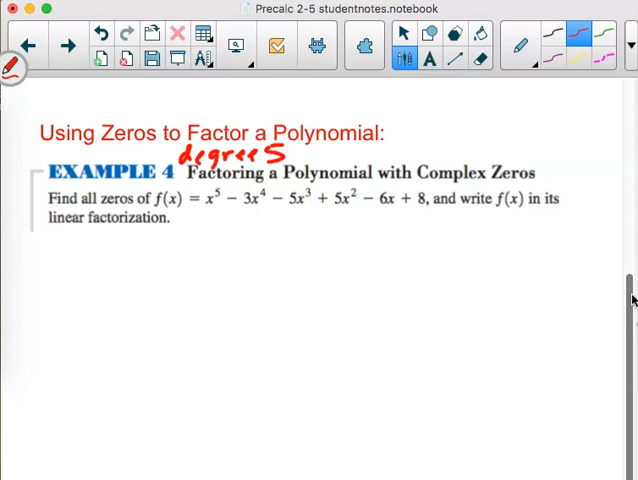 Precalc 2-5 studentnotes.notebook
A
A
Using Zeros to Factor a Polynomial:
degree 5
EXAMPLE 4 Factoring a Polynomial with Complex Zeros
Find all zeros of f(x) = x⁵ − 3x⁴ − 5x³ + 5x² − 6x + 8, and write f(x) in its
linear factorization.